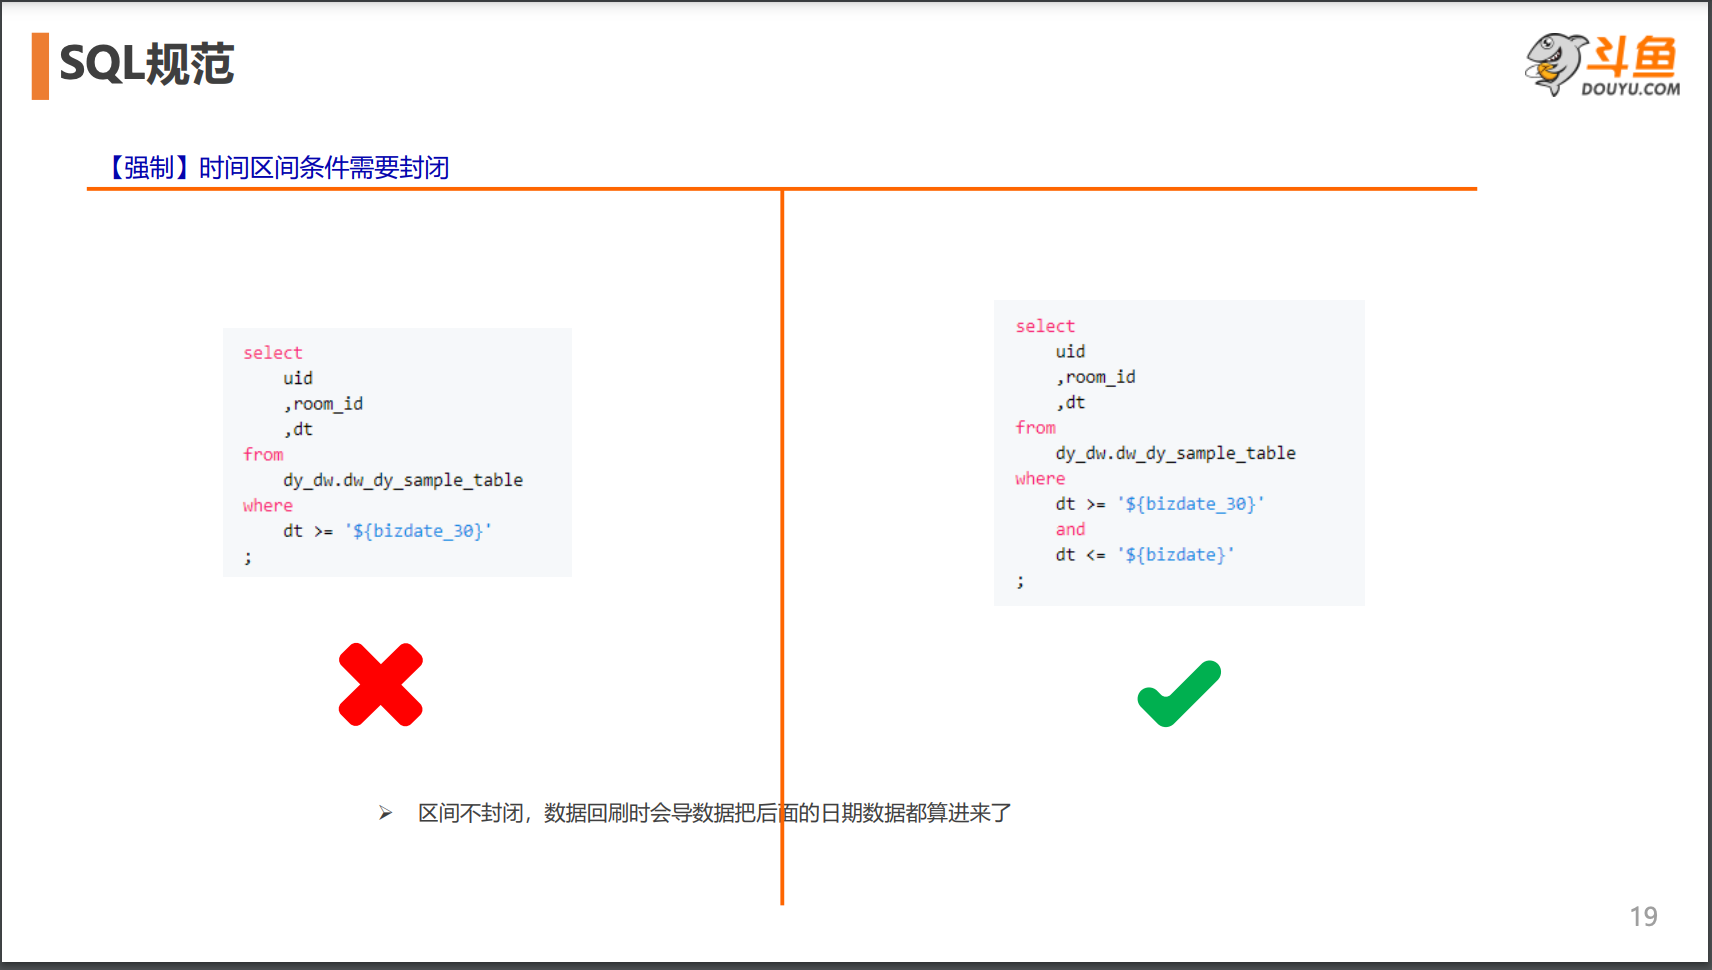 SQL规范
斗鱼
DOUYU.COM
【强制】时间区间条件需要封闭
select
uid
,room_id
,dt
from
dy_dw.dw_dy_sample_table
where
dt >= '${bizdate_30}'
;
select
uid
,room_id
,dt
from
dy_dw.dw_dy_sample_table
where
dt >= '${bizdate_30}'
and
dt <= '${bizdate}'
;
➢ 区间不封闭，数据回刷时会导数据把后面的日期数据都算进来了
19